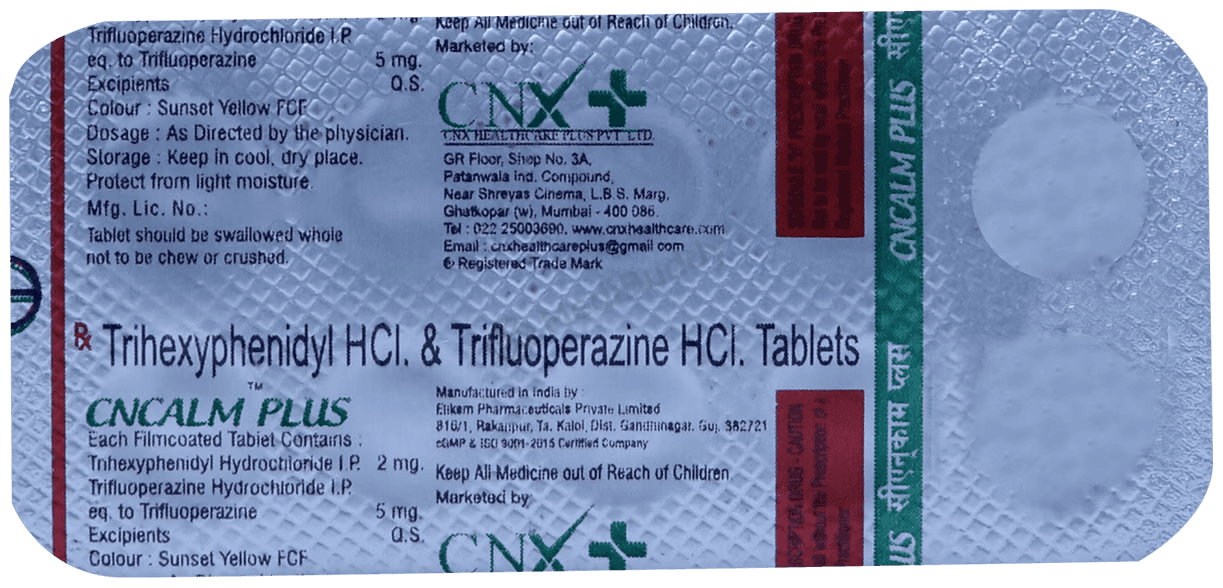 Trifluoperazine Hydrochloride I.P.
eq. to Trifluoperazine 5 mg.
Excipients Q.S.
Colour : Sunset Yellow FCF
Dosage : As Directed by the physician.
Storage : Keep in cool, dry place.
Protect from light moisture.
Mfg. Lic. No.:
Tablet should be swallowed whole
not to be chew or crushed.
Keep All Medicine out of Reach of Children.
Marketed by:
CNX
CNX HEALTHCARE PLUS PVT. LTD.
GR Floor, Shop No. 3A,
Patanwala Ind. Compound,
Near Shreyas Cinema, L.B.S. Marg,
Ghatkopar (w), Mumbai - 400 086.
Tel : 022 25003690, www.cnxhealthcare.com
Email : cnxhealthcareplus@gmail.com
® Registered Trade Mark
CNCALM PLUS
Rx Trihexyphenidyl HCl. & Trifluoperazine HCl. Tablets
CNCALM PLUS™
Each Filmcoated Tablet Contains :
Trihexyphenidyl Hydrochloride I.P. 2 mg.
Trifluoperazine Hydrochloride I.P.
eq. to Trifluoperazine 5 mg.
Excipients Q.S.
Colour : Sunset Yellow FCF
Manufactured in India by :
Pharmaceuticals Private Limited
816/1, Rakanpur, Ta. Kalol, Dist. Gandhinagar, Guj. 382721
cGMP & ISO 9001-2015 Certified Company
Keep All Medicine out of Reach of Children.
Marketed by:
CNX
DRUG - CAUTION
सीएनकाम प्लस